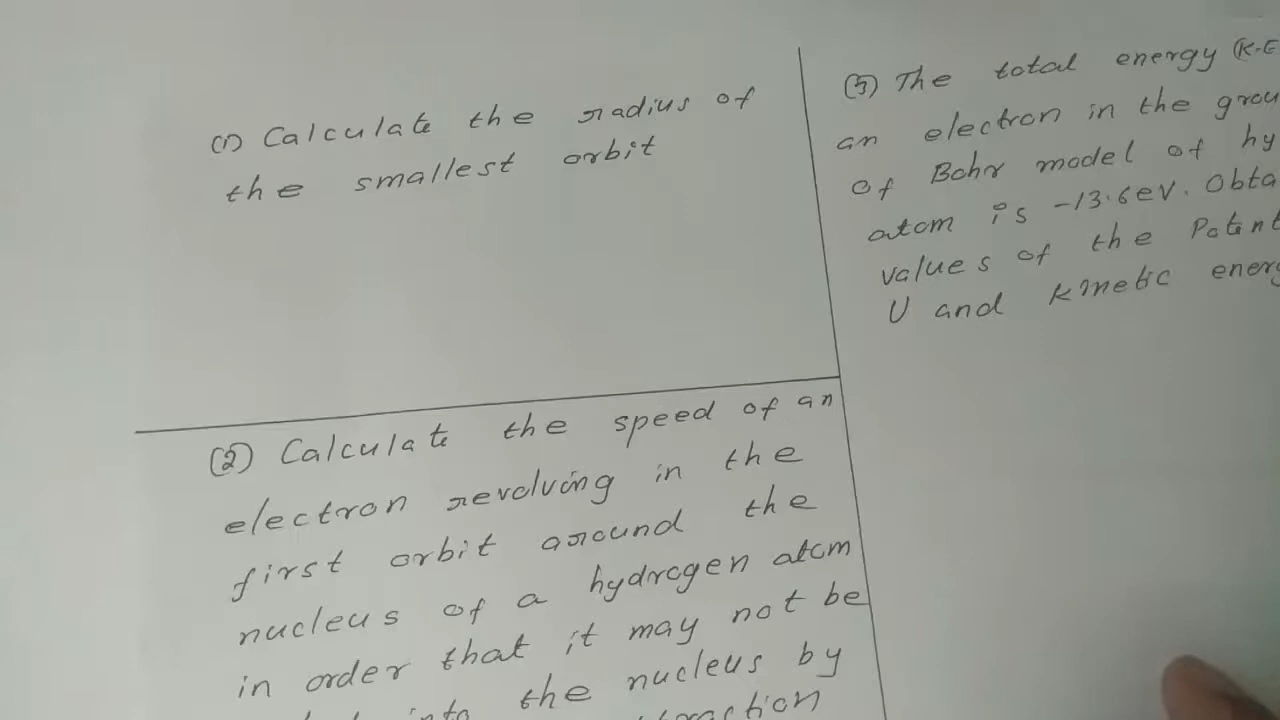 (1) Calculate the radius of
the smallest orbit
(2) Calculate the speed of an
electron revolving in the
first orbit around the
nucleus of a hydrogen atom
in order that it may not be
the nucleus by
(5) The total energy (K.E
an electron in the
of Bohr model of
atom is -13.6eV.
values of the
U and kinetic